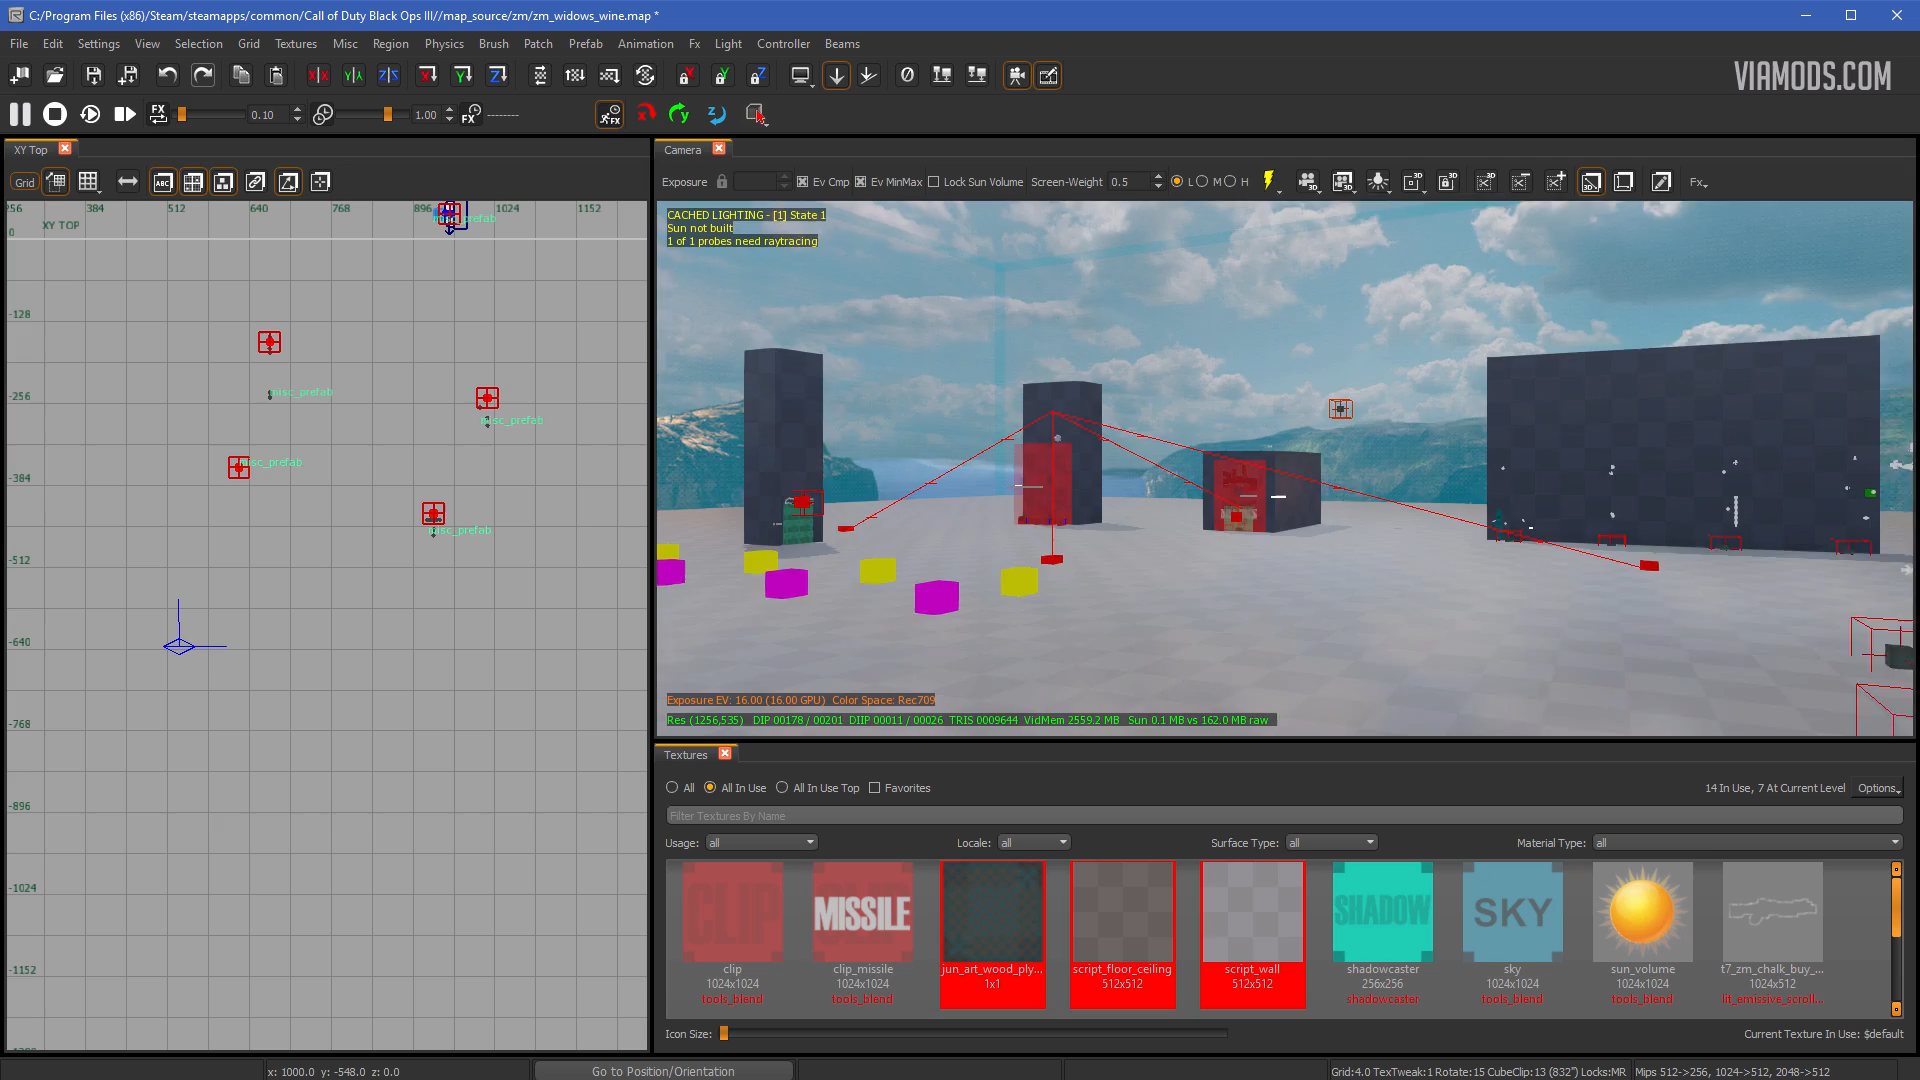 C:/Program Files (x86)/Steam/steamapps/common/Call of Duty Black Ops III//map_source/zm/zm_widows_wine.map *
File Edit Settings View Selection Grid Textures Misc Region Physics Brush Patch Prefab Animation Fx Light Controller Beams
VIAMODS.COM
FX 0.10 1.00 FX --------
XY Top
Camera
Grid
ABC
Exposure Ev Cmp Ev MinMax Lock Sun Volume Screen-Weight 0.5 L M H Fx
256 384 512 640 768 896 1024 1152
XY TOP
0
-128
-256
-384
-512
-640
-768
-896
-1024
-1152
misc_prefab
misc_prefab
misc_prefab
misc_prefab
CACHED LIGHTING - [1] State 1
Sun not built
1 of 1 probes need raytracing
Exposure EV: 16.00 (16.00 GPU) Color Space: Rec709
Res (1256,535) DIP 00178 / 00201 DIIP 00011 / 00026 TRIS 0009644 VidMem 2559.2 MB Sun 0.1 MB vs 162.0 MB raw
Textures
All All In Use All In Use Top Favorites
14 In Use, 7 At Current Level Options
Filter Textures By Name
Usage: all Locale: all Surface Type: all Material Type: all
CLIP
MISSILE
SHADOW
SKY
clip
1024x1024
tools_blend
clip_missile
1024x1024
tools_blend
jun_art_wood_ply...
1x1
script_floor_ceiling
512x512
script_wall
512x512
shadowcaster
256x256
shadowcaster
sky
1024x1024
tools_blend
sun_volume
1024x1024
tools_blend
t7_zm_chalk_buy_...
1024x512
lit_emissive_scroll...
Icon Size:
Current Texture In Use: $default
x: 1000.0 y: -548.0 z: 0.0
Go to Position/Orientation
Grid:4.0 TexTweak:1 Rotate:15 CubeClip:13 (832") Locks:MR
Mips 512->256, 1024->512, 2048->512